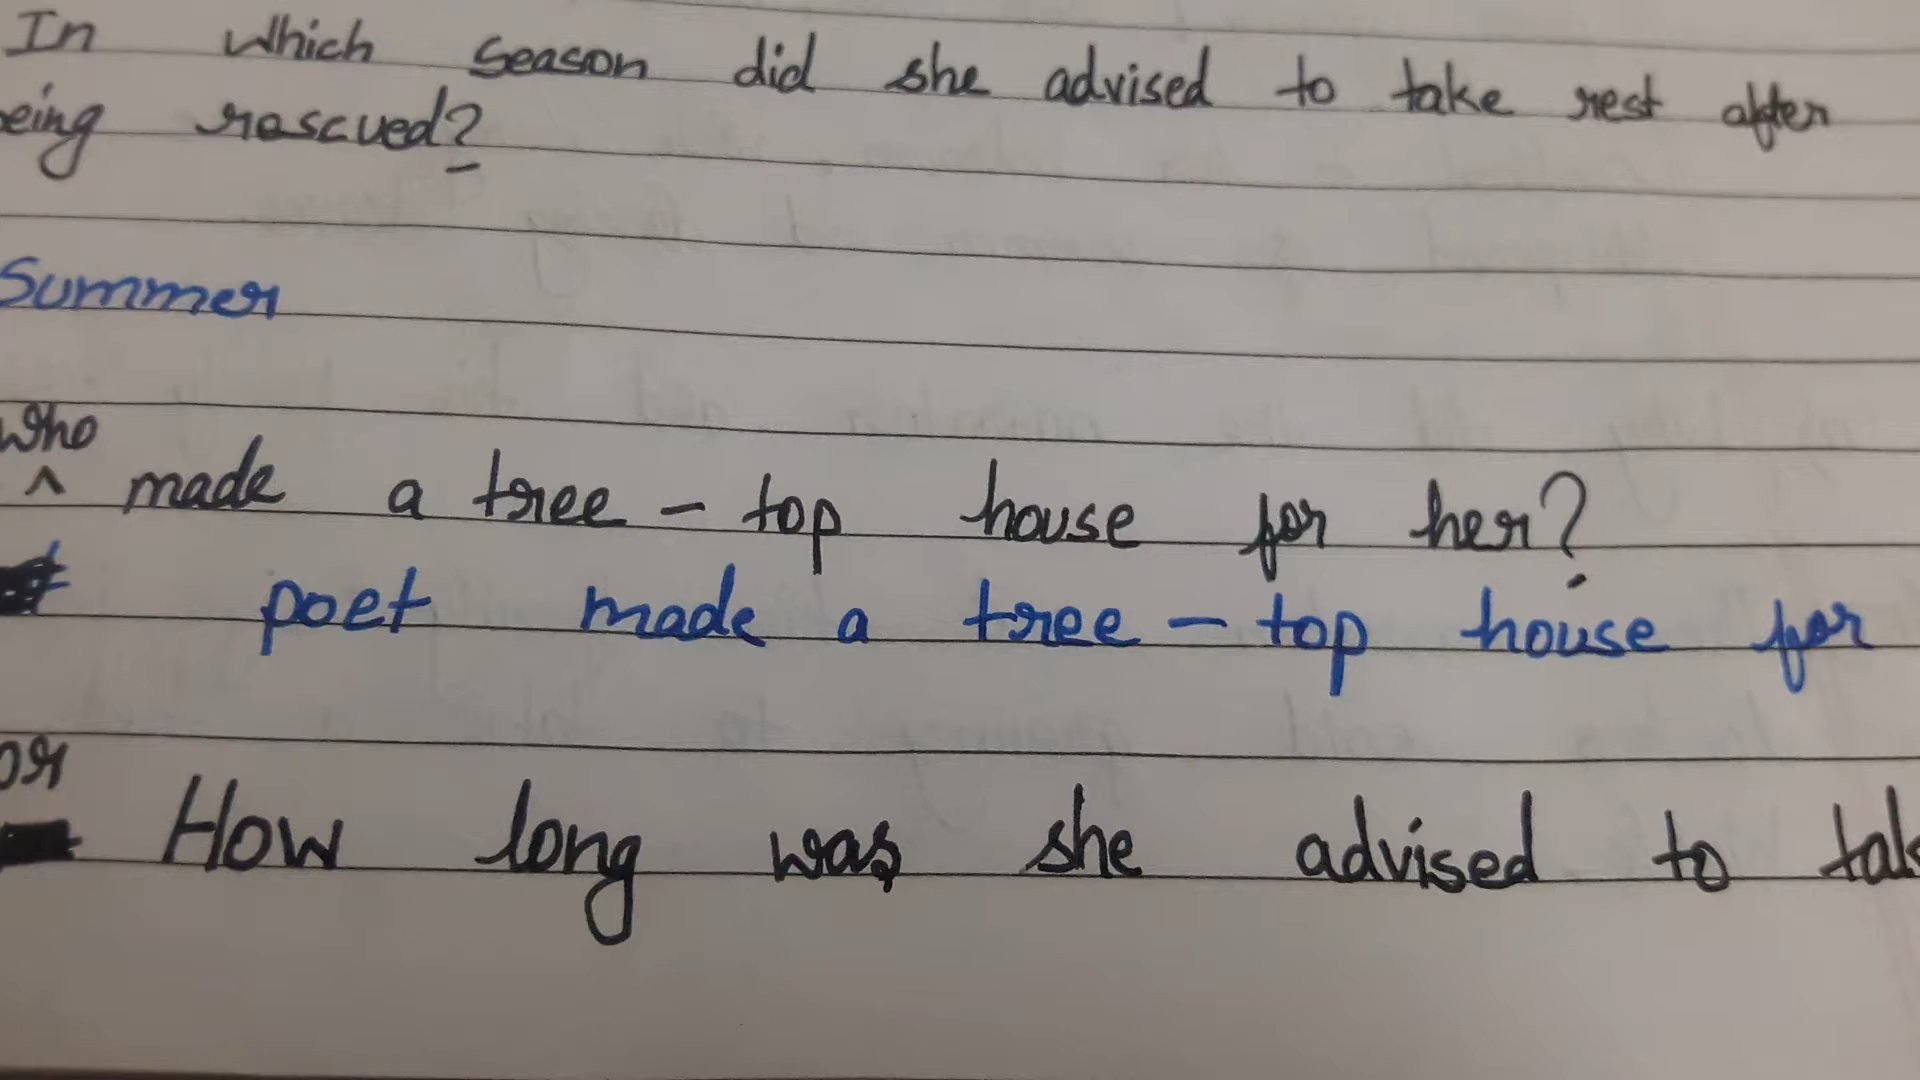 In which season did she advised to take rest after
eing rescued?
Summer
who
^ made a tree - top house for her?
poet made a tree - top house for
or
How long was she advised to tak